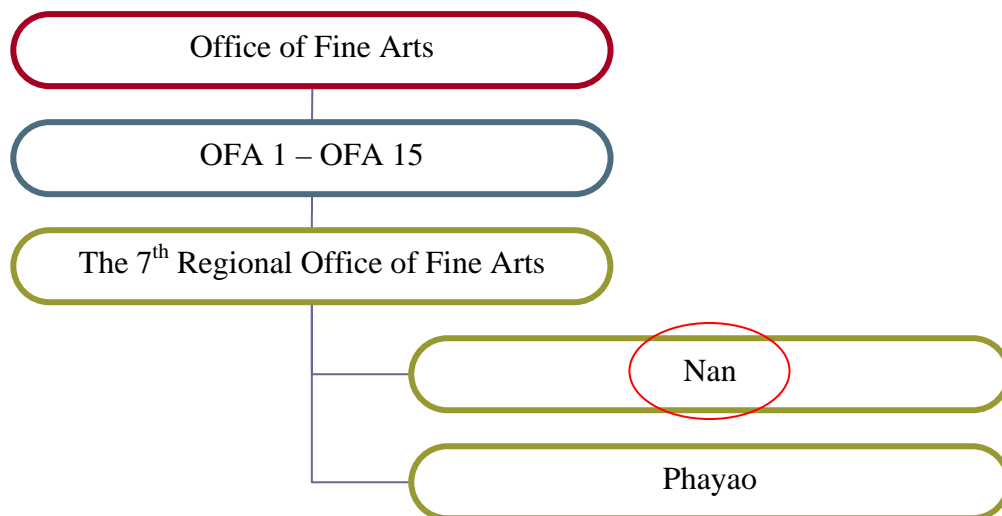 Office of Fine Arts
OFA 1 – OFA 15
The 7th Regional Office of Fine Arts
Nan
Phayao